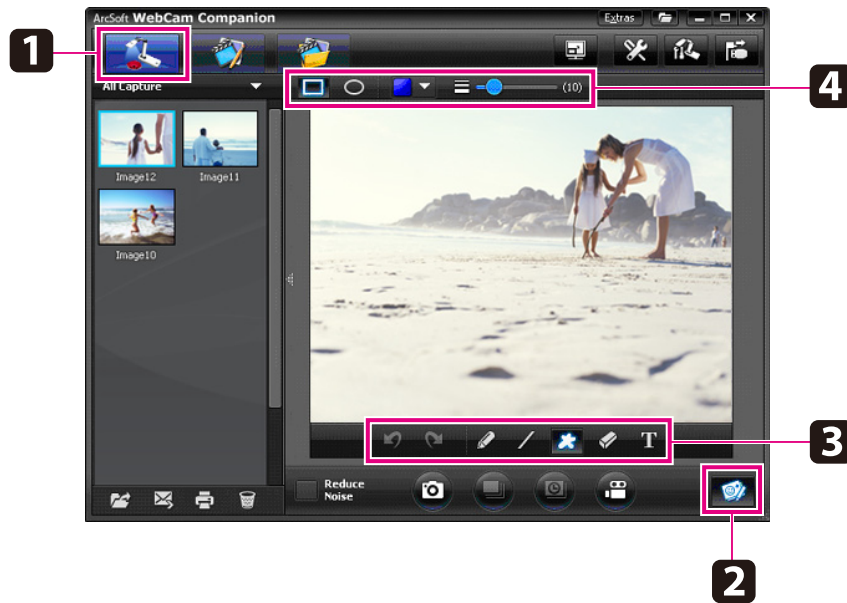 ArcSoft WebCam Companion
Extras
1
4
All Capture
(10)
Image12
Image11
Image10
T
3
Reduce
Noise
2